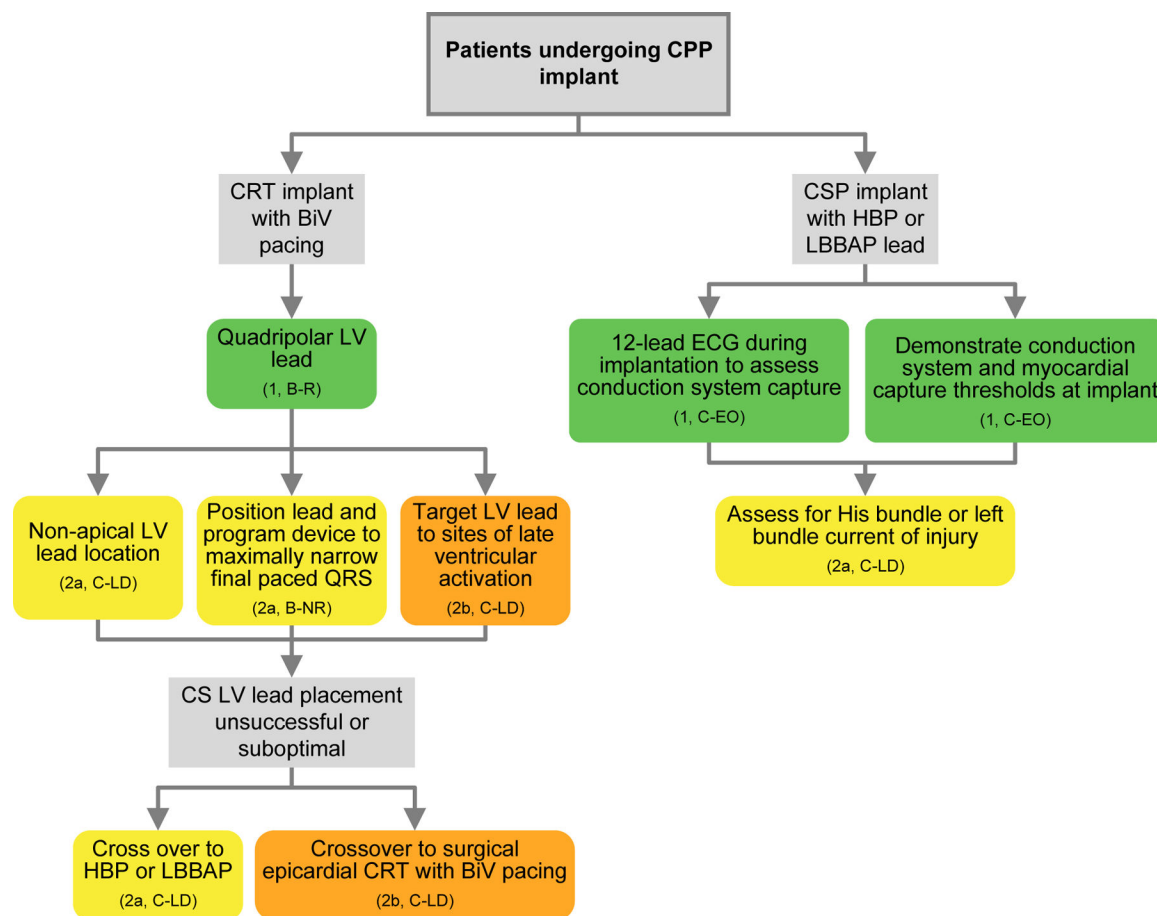 Patients undergoing CPP
implant
CRT implant
with BiV
pacing
CSP implant
with HBP or
LBBAP lead
Quadripolar LV
lead
(1, B-R)
12-lead ECG during
implantation to assess
conduction system capture
(1, C-EO)
Demonstrate conduction
system and myocardial
capture thresholds at implant
(1, C-EO)
Non-apical LV
lead location
(2a, C-LD)
Position lead and
program device to
maximally narrow
final paced QRS
(2a, B-NR)
Target LV lead
to sites of late
ventricular
activation
(2b, C-LD)
Assess for His bundle or left
bundle current of injury
(2a, C-LD)
CS LV lead placement
unsuccessful or
suboptimal
Cross over to
HBP or LBBAP
(2a, C-LD)
Crossover to surgical
epicardial CRT with BiV pacing
(2b, C-LD)